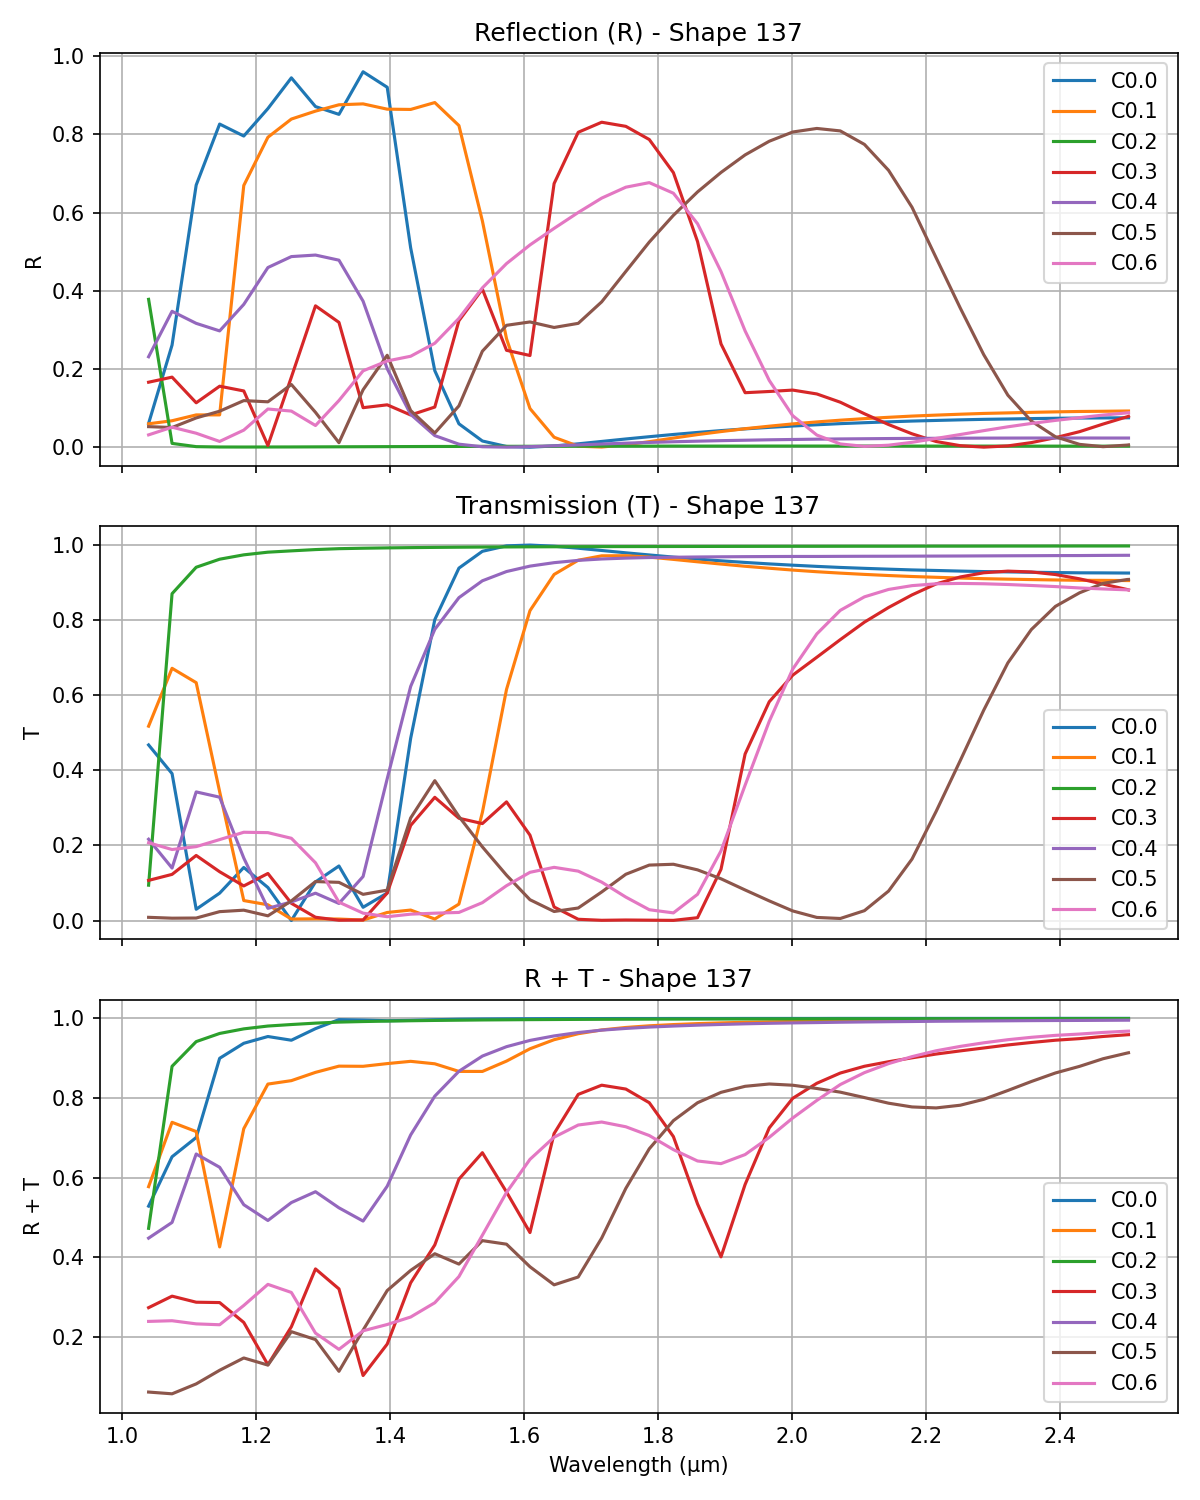 Reflection (R) - Shape 137
1.0
0.8
0.6
0.4
0.2
0.0
R
C0.0
C0.1
C0.2
C0.3
C0.4
C0.5
C0.6
Transmission (T) - Shape 137
1.0
0.8
0.6
0.4
0.2
0.0
T
C0.0
C0.1
C0.2
C0.3
C0.4
C0.5
C0.6
R + T - Shape 137
1.0
0.8
0.6
0.4
0.2
R + T
C0.0
C0.1
C0.2
C0.3
C0.4
C0.5
C0.6
1.0 1.2 1.4 1.6 1.8 2.0 2.2 2.4
Wavelength (μm)